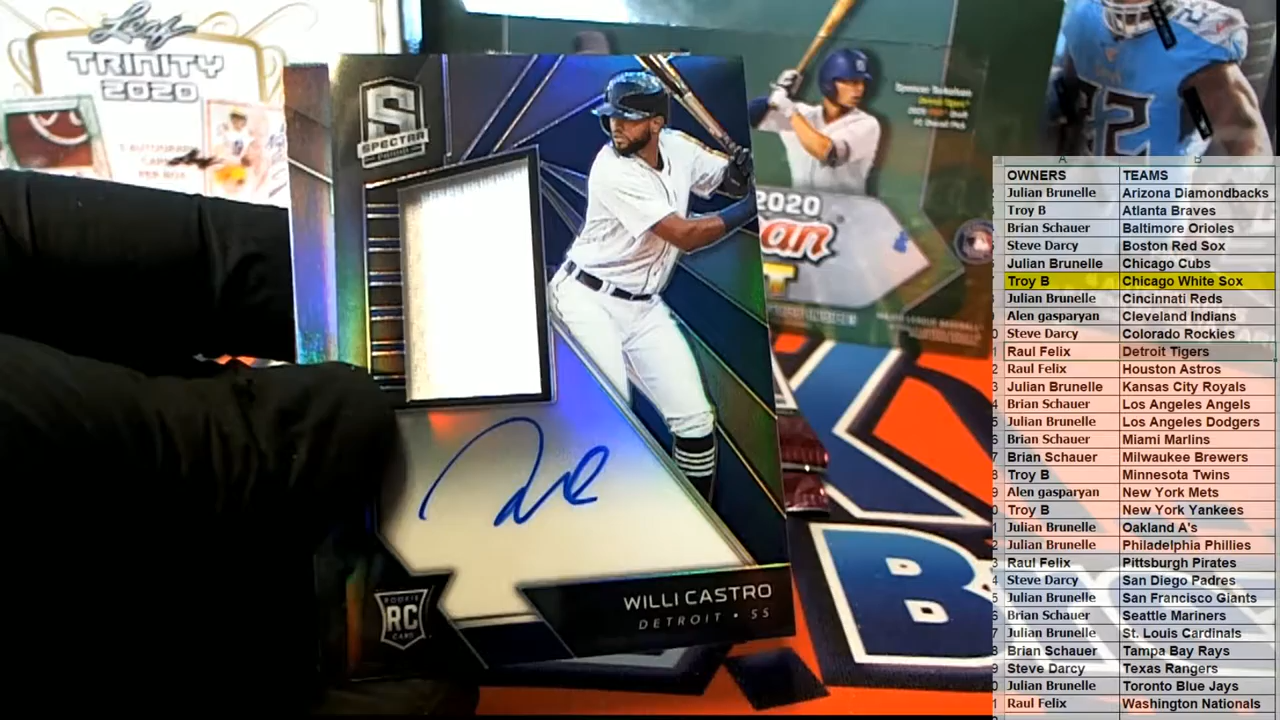 Leaf
TRINITY
2020
SPECTRA
ROOKIE
RC
CARD
WILLI CASTRO
DETROIT • SS
Spencer Torkelson
2020
22
B
A B
OWNERS TEAMS
Julian Brunelle Arizona Diamondbacks
Troy B Atlanta Braves
Brian Schauer Baltimore Orioles
Steve Darcy Boston Red Sox
Julian Brunelle Chicago Cubs
Troy B Chicago White Sox
Julian Brunelle Cincinnati Reds
Alen gasparyan Cleveland Indians
Steve Darcy Colorado Rockies
Raul Felix Detroit Tigers
Raul Felix Houston Astros
Julian Brunelle Kansas City Royals
Brian Schauer Los Angeles Angels
Julian Brunelle Los Angeles Dodgers
Brian Schauer Miami Marlins
Brian Schauer Milwaukee Brewers
Troy B Minnesota Twins
Alen gasparyan New York Mets
Troy B New York Yankees
Julian Brunelle Oakland A's
Julian Brunelle Philadelphia Phillies
Raul Felix Pittsburgh Pirates
Steve Darcy San Diego Padres
Julian Brunelle San Francisco Giants
Brian Schauer Seattle Mariners
Julian Brunelle St. Louis Cardinals
Brian Schauer Tampa Bay Rays
Steve Darcy Texas Rangers
Julian Brunelle Toronto Blue Jays
Raul Felix Washington Nationals